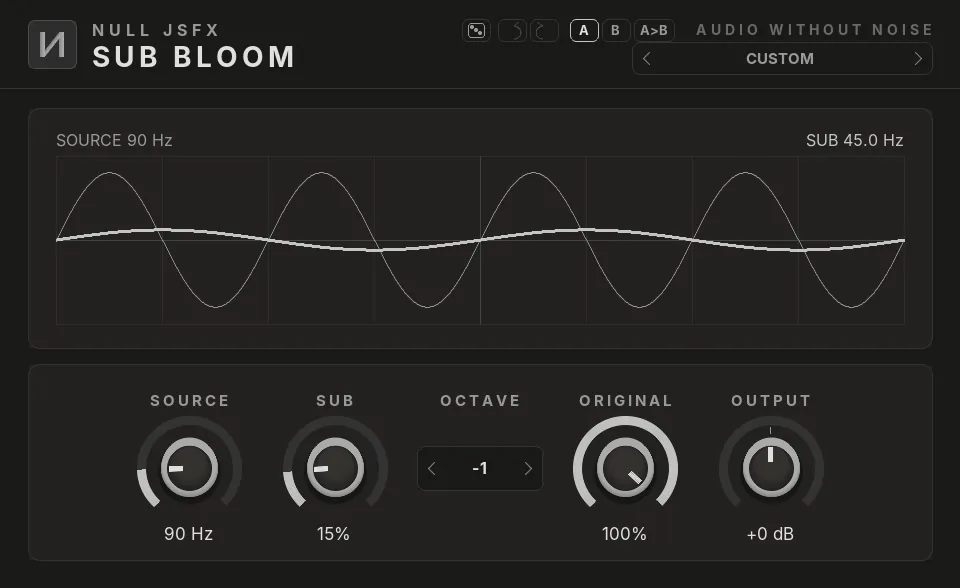 NULL JSFX
SUB BLOOM
A B A>B
AUDIO WITHOUT NOISE
CUSTOM
SOURCE 90 Hz
SUB 45.0 Hz
SOURCE SUB OCTAVE ORIGINAL OUTPUT
-1
90 Hz 15% 100% +0 dB